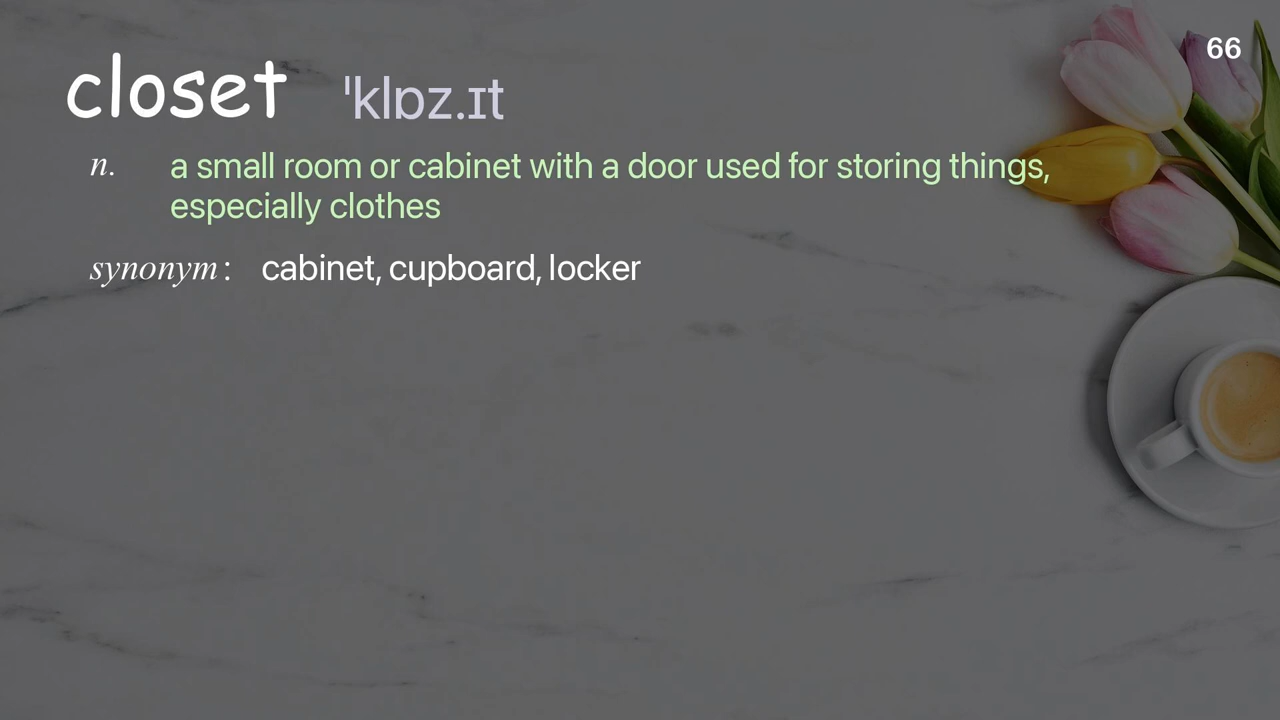 66
closet ˈklɒz.ɪt
n. a small room or cabinet with a door used for storing things,
especially clothes
synonym : cabinet, cupboard, locker